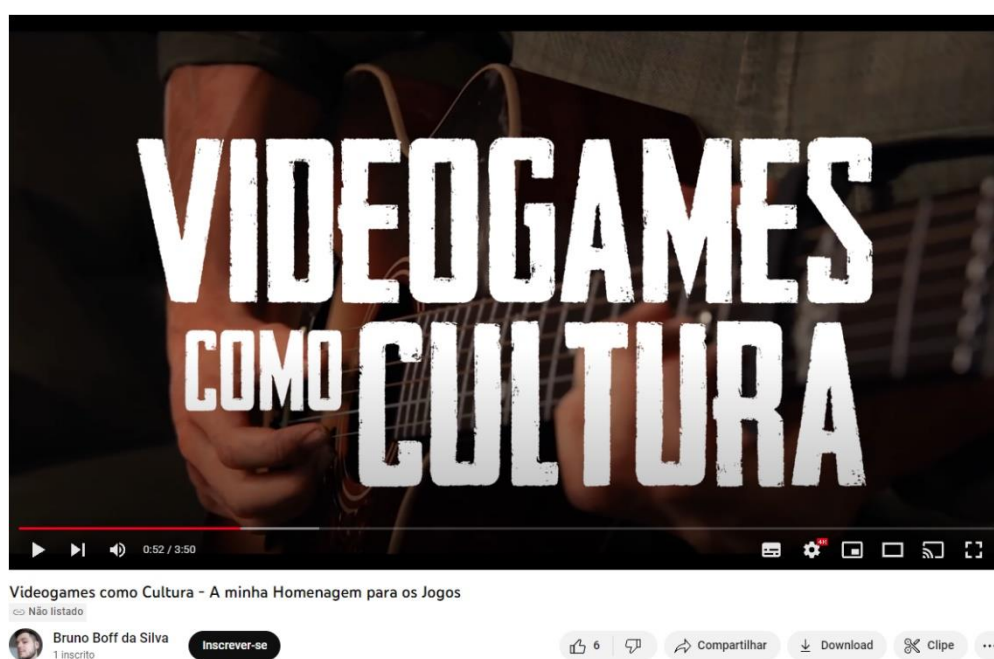 VIDEOGAMES
COMO CULTURA
0:52 / 3:50
4K
Videogames como Cultura - A minha Homenagem para os Jogos
Não listado
Bruno Boff da Silva
1 inscrito
Inscrever-se
6
Compartilhar
Download
Clipe